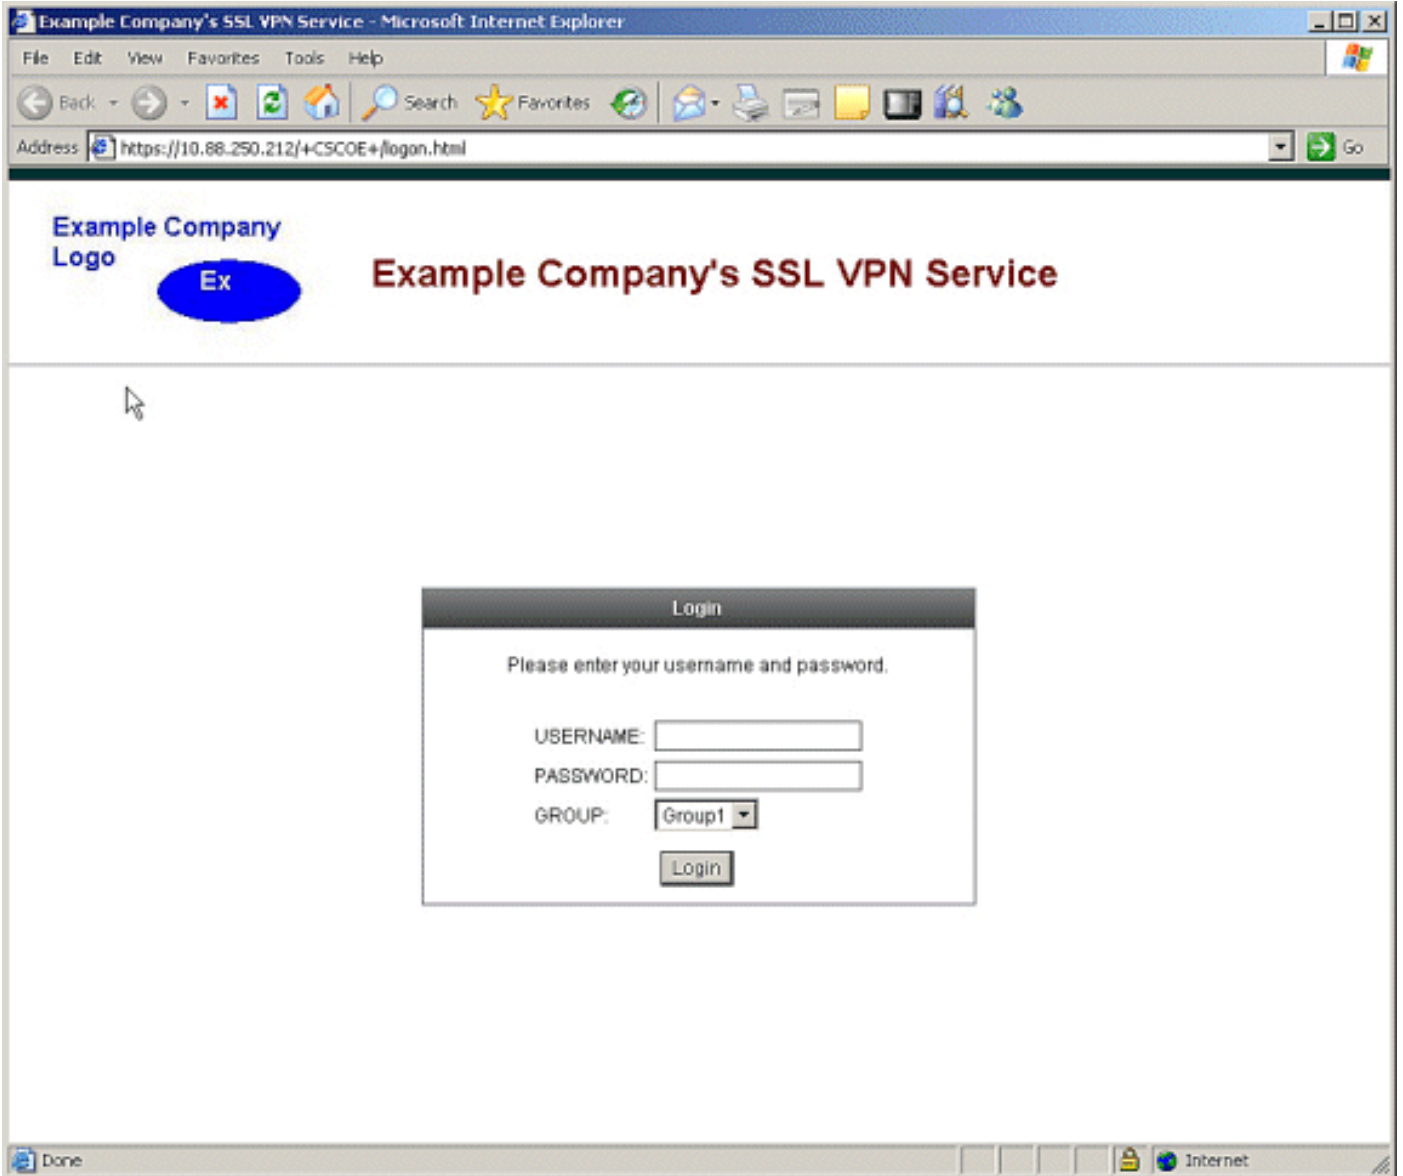 Example Company's SSL VPN Service - Microsoft Internet Explorer
File Edit View Favorites Tools Help
Back Search Favorites
Address https://10.88.250.212/+CSCOE+/logon.html Go
Example Company
Logo
Ex
Example Company's SSL VPN Service
Login
Please enter your username and password.
USERNAME:
PASSWORD:
GROUP: Group1
Login
Done Internet